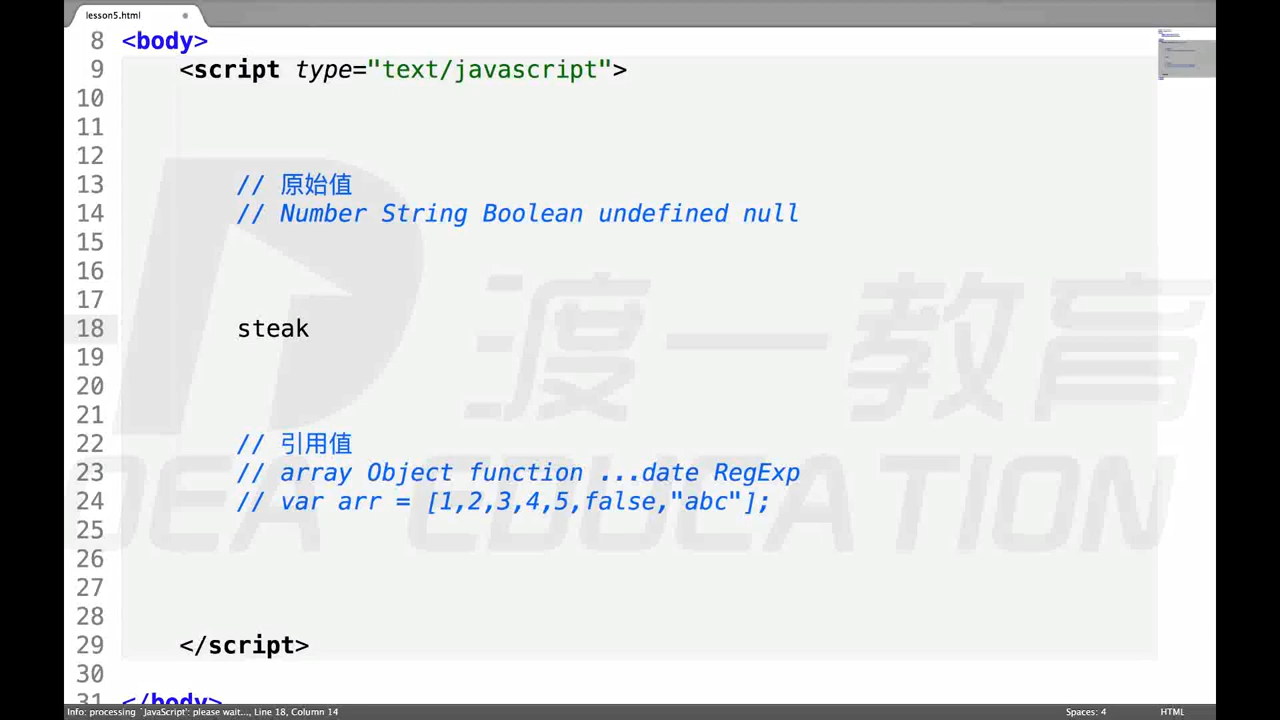 lesson5.html
8 <body>
9 <script type="text/javascript">
10
11
12
13 // 原始值
14 // Number String Boolean undefined null
15
16
17
18 steak
19
20
21
22 // 引用值
23 // array Object function ...date RegExp
24 // var arr = [1,2,3,4,5,false,"abc"];
25
26
27
28
29 </script>
30
31 </body>
渡一教育
IDEA EDUCATION
Info: processing `JavaScript`: please wait..., Line 18, Column 14
Spaces: 4
HTML